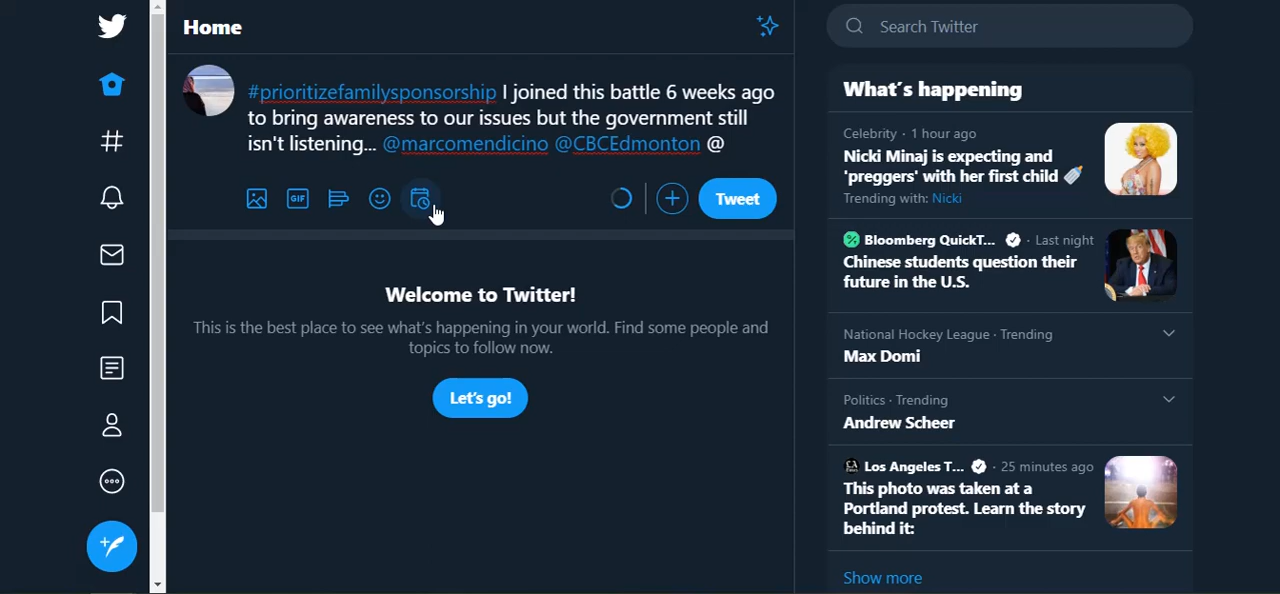 Home
#prioritizefamilysponsorship I joined this battle 6 weeks ago
to bring awareness to our issues but the government still
isn't listening... @marcomendicino @CBCEdmonton @
GIF
Tweet
Welcome to Twitter!
This is the best place to see what's happening in your world. Find some people and
topics to follow now.
Let's go!
Search Twitter
What's happening
Celebrity · 1 hour ago
Nicki Minaj is expecting and
'preggers' with her first child 🍼
Trending with: Nicki
Bloomberg QuickT... · Last night
Chinese students question their
future in the U.S.
National Hockey League · Trending
Max Domi
Politics · Trending
Andrew Scheer
Los Angeles T... · 25 minutes ago
This photo was taken at a
Portland protest. Learn the story
behind it:
Show more